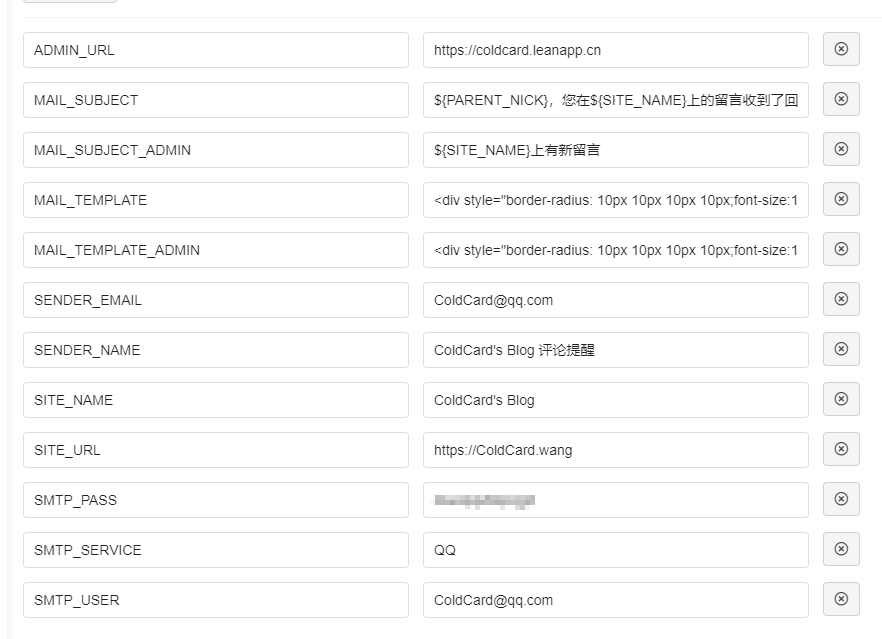 ADMIN_URL https://coldcard.leanapp.cn
MAIL_SUBJECT ${PARENT_NICK}，您在${SITE_NAME}上的留言收到了回
MAIL_SUBJECT_ADMIN ${SITE_NAME}上有新留言
MAIL_TEMPLATE <div style="border-radius: 10px 10px 10px 10px;font-size:1
MAIL_TEMPLATE_ADMIN <div style="border-radius: 10px 10px 10px 10px;font-size:1
SENDER_EMAIL ColdCard@qq.com
SENDER_NAME ColdCard's Blog 评论提醒
SITE_NAME ColdCard's Blog
SITE_URL https://ColdCard.wang
SMTP_PASS
SMTP_SERVICE QQ
SMTP_USER ColdCard@qq.com